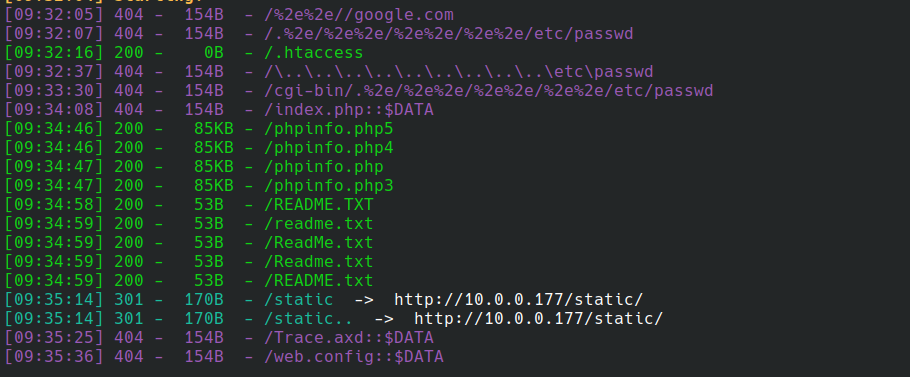 [09:32:05] 404 -  154B  - /%2e%2e//google.com
[09:32:07] 404 -  154B  - /.%2e/%2e%2e/%2e%2e/%2e%2e/etc/passwd
[09:32:16] 200 -    0B  - /.htaccess
[09:32:37] 404 -  154B  - /\..\..\..\..\..\..\..\..\..\etc\passwd
[09:33:30] 404 -  154B  - /cgi-bin/.%2e/%2e%2e/%2e%2e/%2e%2e/etc/passwd
[09:34:08] 404 -  154B  - /index.php::$DATA
[09:34:46] 200 -   85KB - /phpinfo.php5
[09:34:46] 200 -   85KB - /phpinfo.php4
[09:34:47] 200 -   85KB - /phpinfo.php
[09:34:47] 200 -   85KB - /phpinfo.php3
[09:34:58] 200 -   53B  - /README.TXT
[09:34:59] 200 -   53B  - /readme.txt
[09:34:59] 200 -   53B  - /ReadMe.txt
[09:34:59] 200 -   53B  - /Readme.txt
[09:34:59] 200 -   53B  - /README.txt
[09:35:14] 301 -  170B  - /static  ->  http://10.0.0.177/static/
[09:35:14] 301 -  170B  - /static..  ->  http://10.0.0.177/static/
[09:35:25] 404 -  154B  - /Trace.axd::$DATA
[09:35:36] 404 -  154B  - /web.config::$DATA